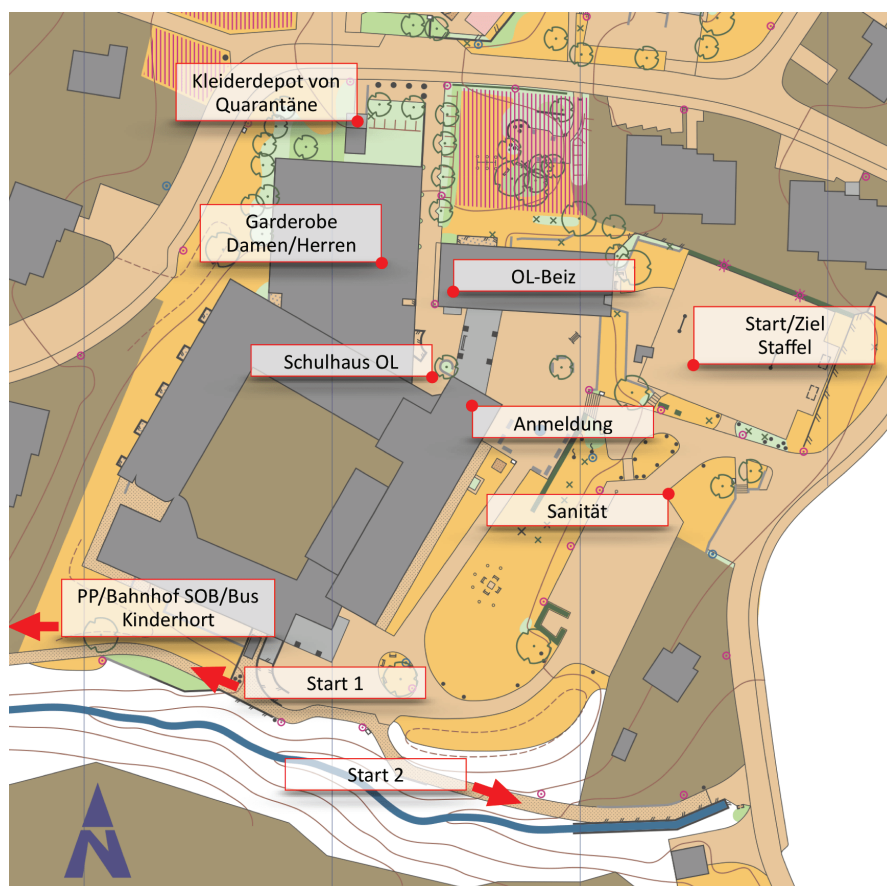 Kleiderdepot von
Quarantäne
Garderobe
Damen/Herren
OL-Beiz
Start/Ziel
Staffel
Schulhaus OL
Anmeldung
Sanität
PP/Bahnhof SOB/Bus
Kinderhort
Start 1
Start 2
N